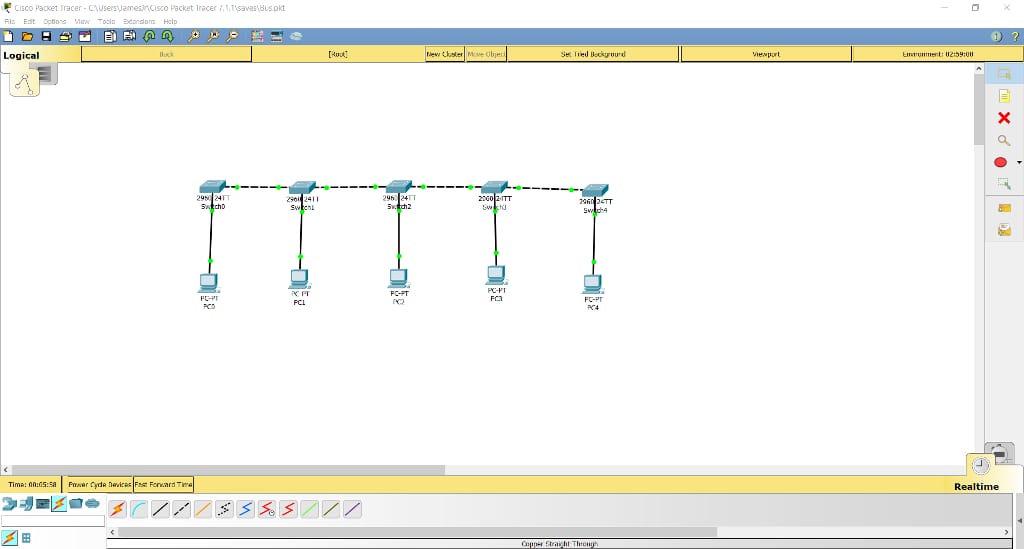 Cisco Packet Tracer - C:\Users\JamesJr\Cisco Packet Tracer 7.1.1\saves\Bus.pkt
File Edit Options View Tools Extensions Help
Logical
Back
[Root]
New Cluster
Move Object
Set Tiled Background
Viewport
Environment: 02:59:00
2960-24TT
Switch0
2960-24TT
Switch1
2960-24TT
Switch2
2960-24TT
Switch3
2960-24TT
Switch4
PC-PT
PC0
PC-PT
PC1
PC-PT
PC2
PC-PT
PC3
PC-PT
PC4
Time: 00:05:58
Power Cycle Devices
Fast Forward Time
Realtime
Copper Straight-Through